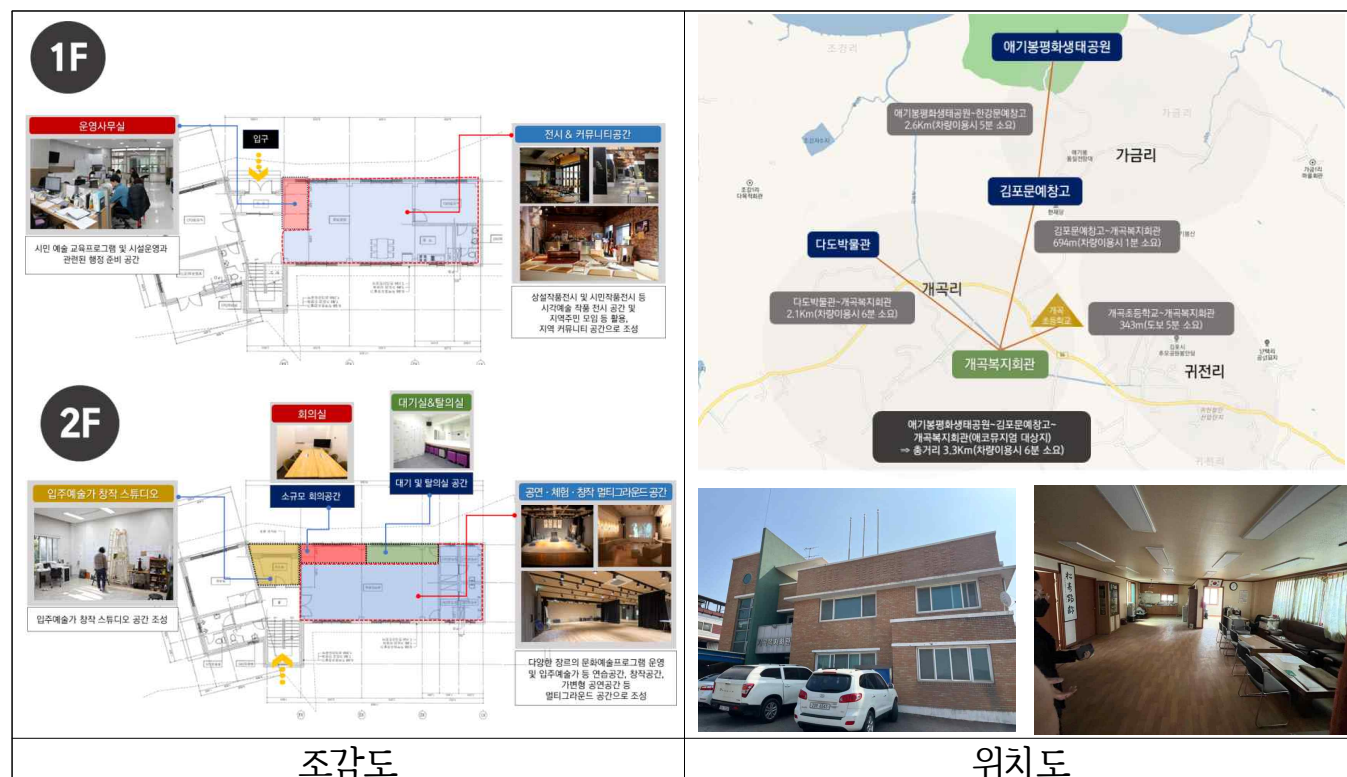 1F
운영사무실
입구
전시 & 커뮤니티공간
시민 예술 교육프로그램 및 시설운영과
관련된 행정 준비 공간
상설작품전시 및 시민작품전시 등
시각예술 작품 전시 공간 및
지역주민 모임 등 활용,
지역 커뮤니티 공간으로 조성
2F
회의실
대기실&탈의실
소규모 회의공간
대기 및 탈의실 공간
입주예술가 창작 스튜디오
공연 · 체험 · 창작 멀티그라운드 공간
입주예술가 창작 스튜디오 공간 조성
다양한 장르의 문화예술프로그램 운영
및 입주예술가 등 연습공간, 창작공간,
가변형 공연공간 등
멀티그라운드 공간으로 조성
조감도
조강리
애기봉평화생태공원
애기봉평화생태공원~한강문예창고
2.6Km(차량이용시 5분 소요)
가금리
가금리
김포문예창고
김포문예창고~개곡복지회관
694m(차량이용시 1분 소요)
다도박물관
개곡리
다도박물관~개곡복지회관
2.1Km(차량이용시 6분 소요)
개곡
초등학교
개곡초등학교~개곡복지회관
343m(도보 5분 소요)
개곡복지회관
귀전리
애기봉평화생태공원~김포문예창고~
개곡복지회관(애코뮤지엄 대상지)
⇒ 총거리 3.3Km(차량이용시 6분 소요)
귀전리
개곡복지회관
위치도